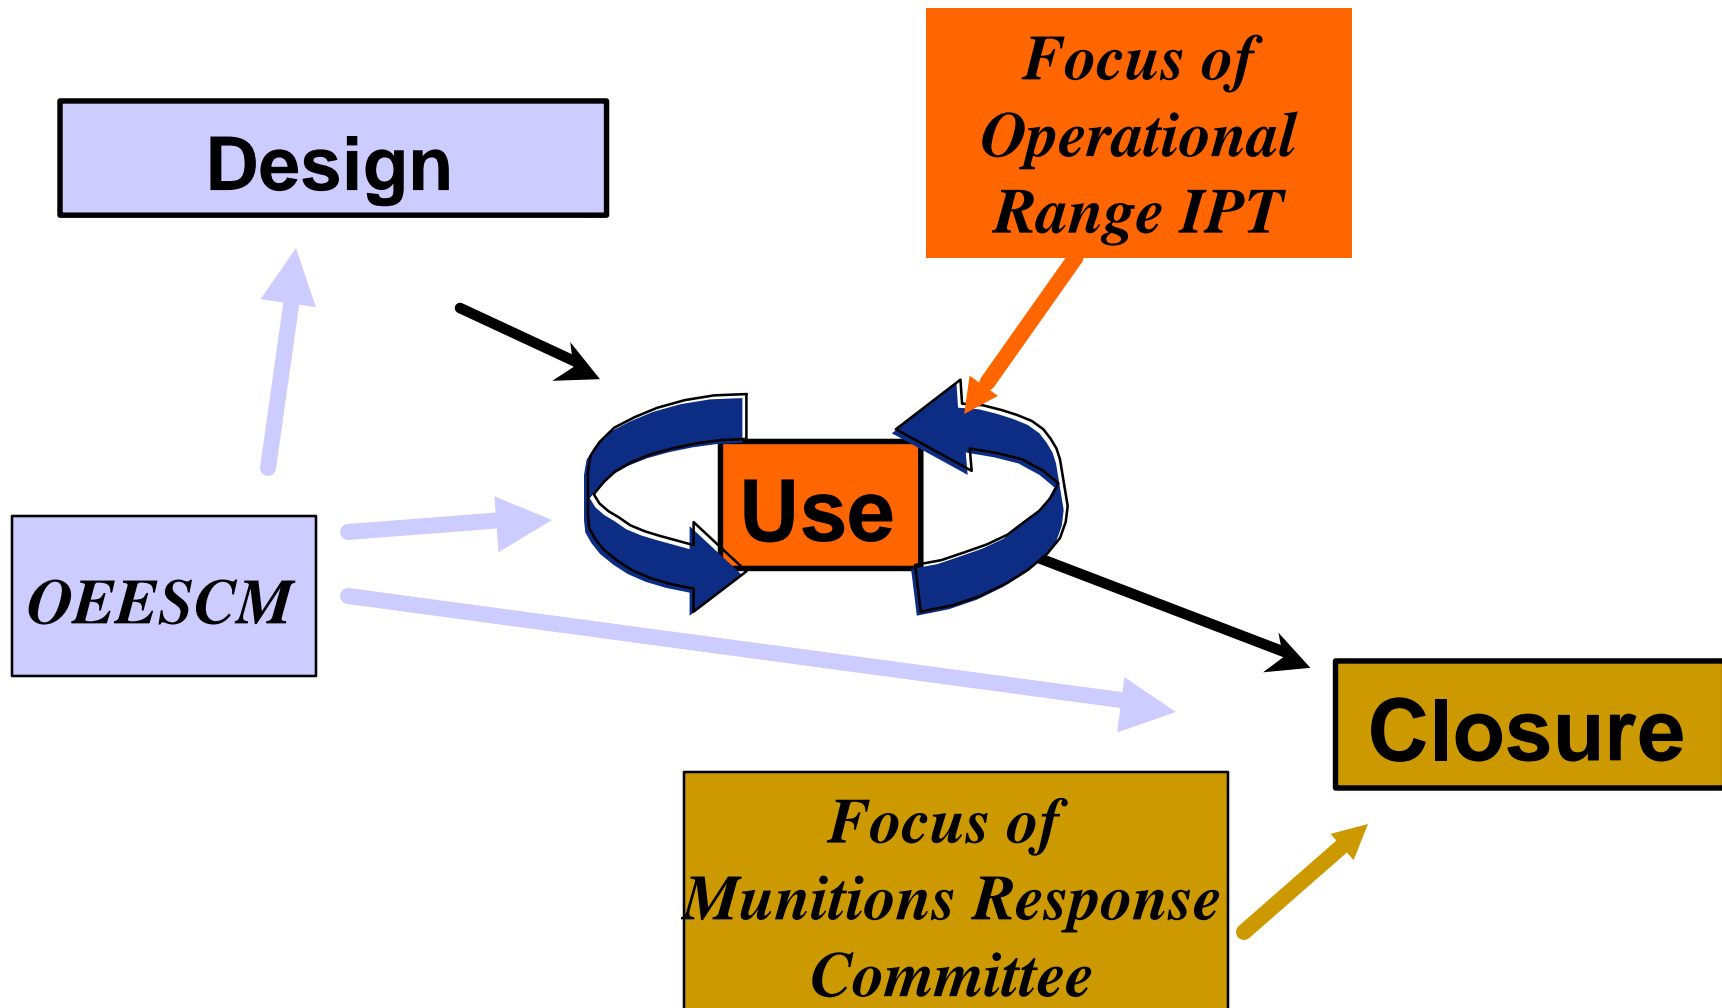 Focus of
Operational
Range IPT
Design
Use
OEESCM
Closure
Focus of
Munitions Response
Committee